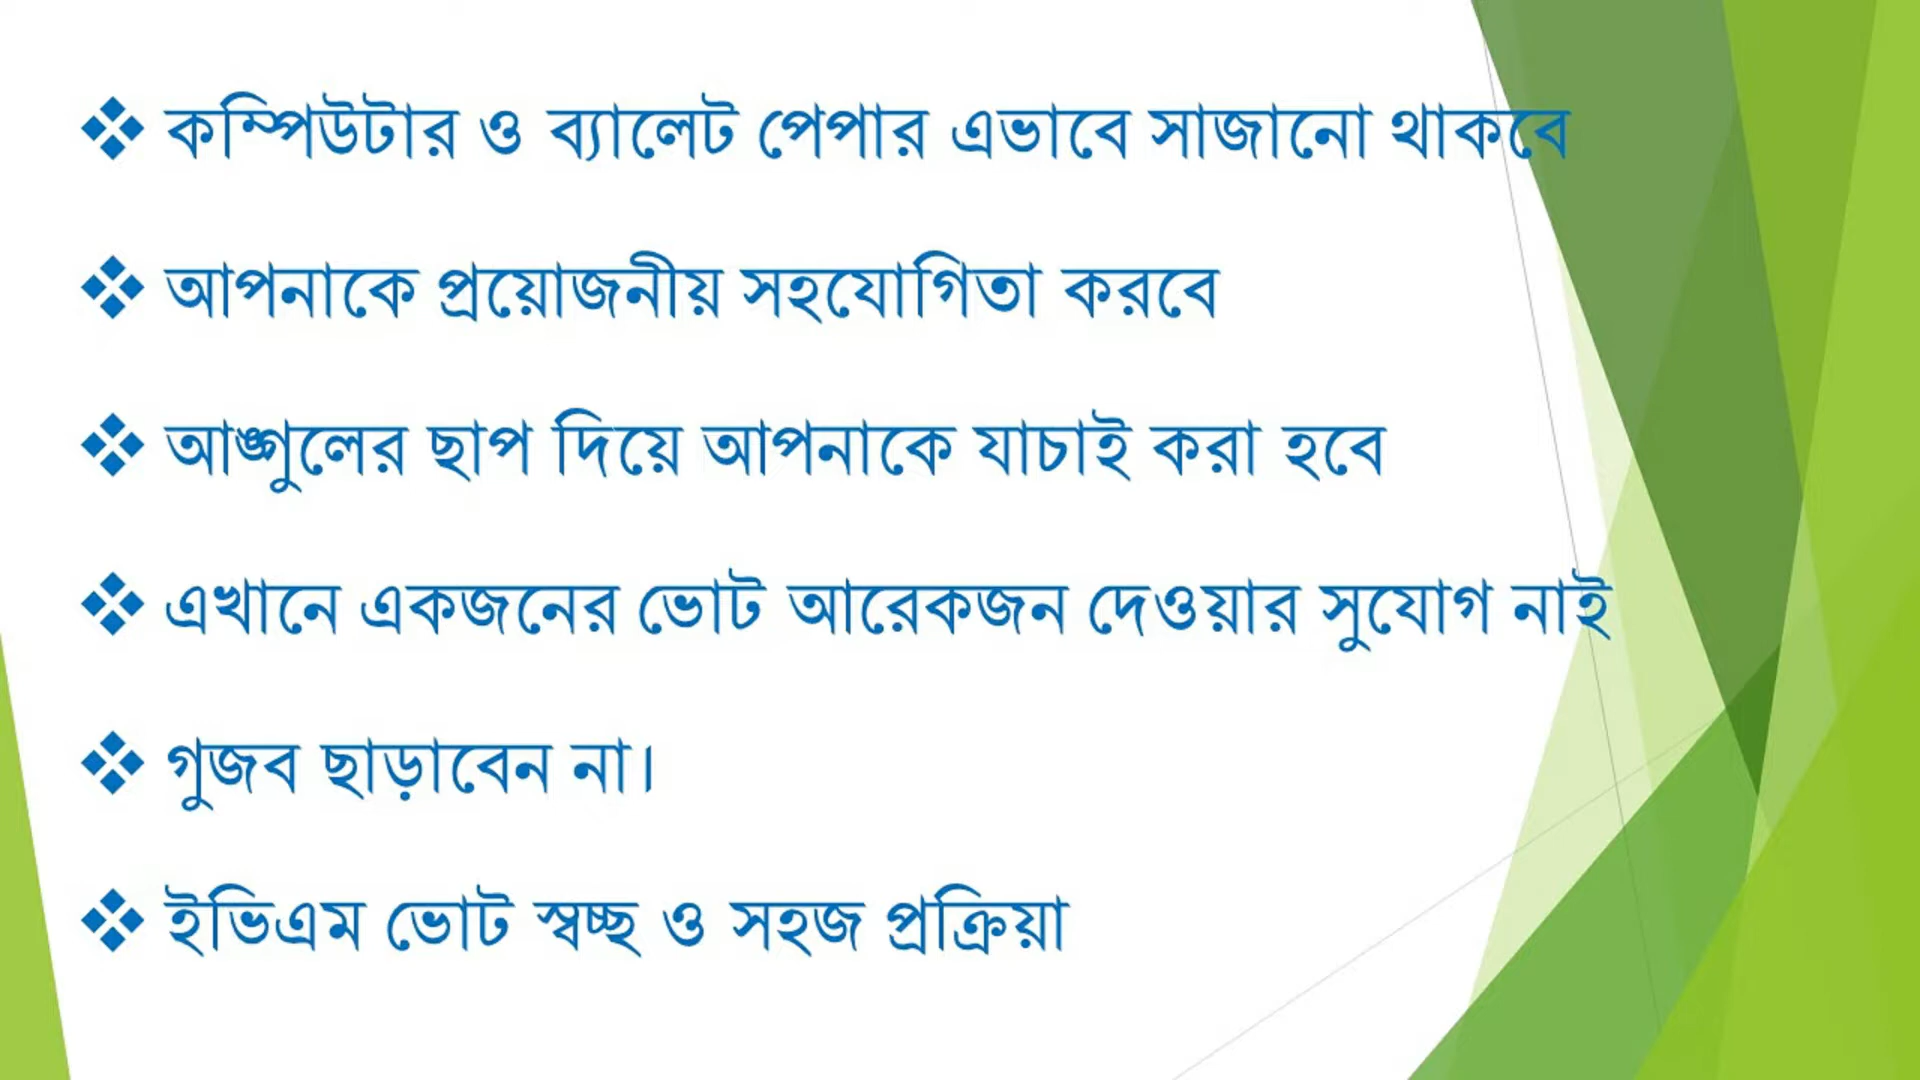 কম্পিউটার ও ব্যালেট পেপার এভাবে সাজানো থাকবে
আপনাকে প্রয়োজনীয় সহযোগিতা করবে
আঙ্গুলের ছাপ দিয়ে আপনাকে যাচাই করা হবে
এখানে একজনের ভোট আরেকজন দেওয়ার সুযোগ নাই
গুজব ছাড়াবেন না।
ইভিএম ভোট স্বচ্ছ ও সহজ প্রক্রিয়া